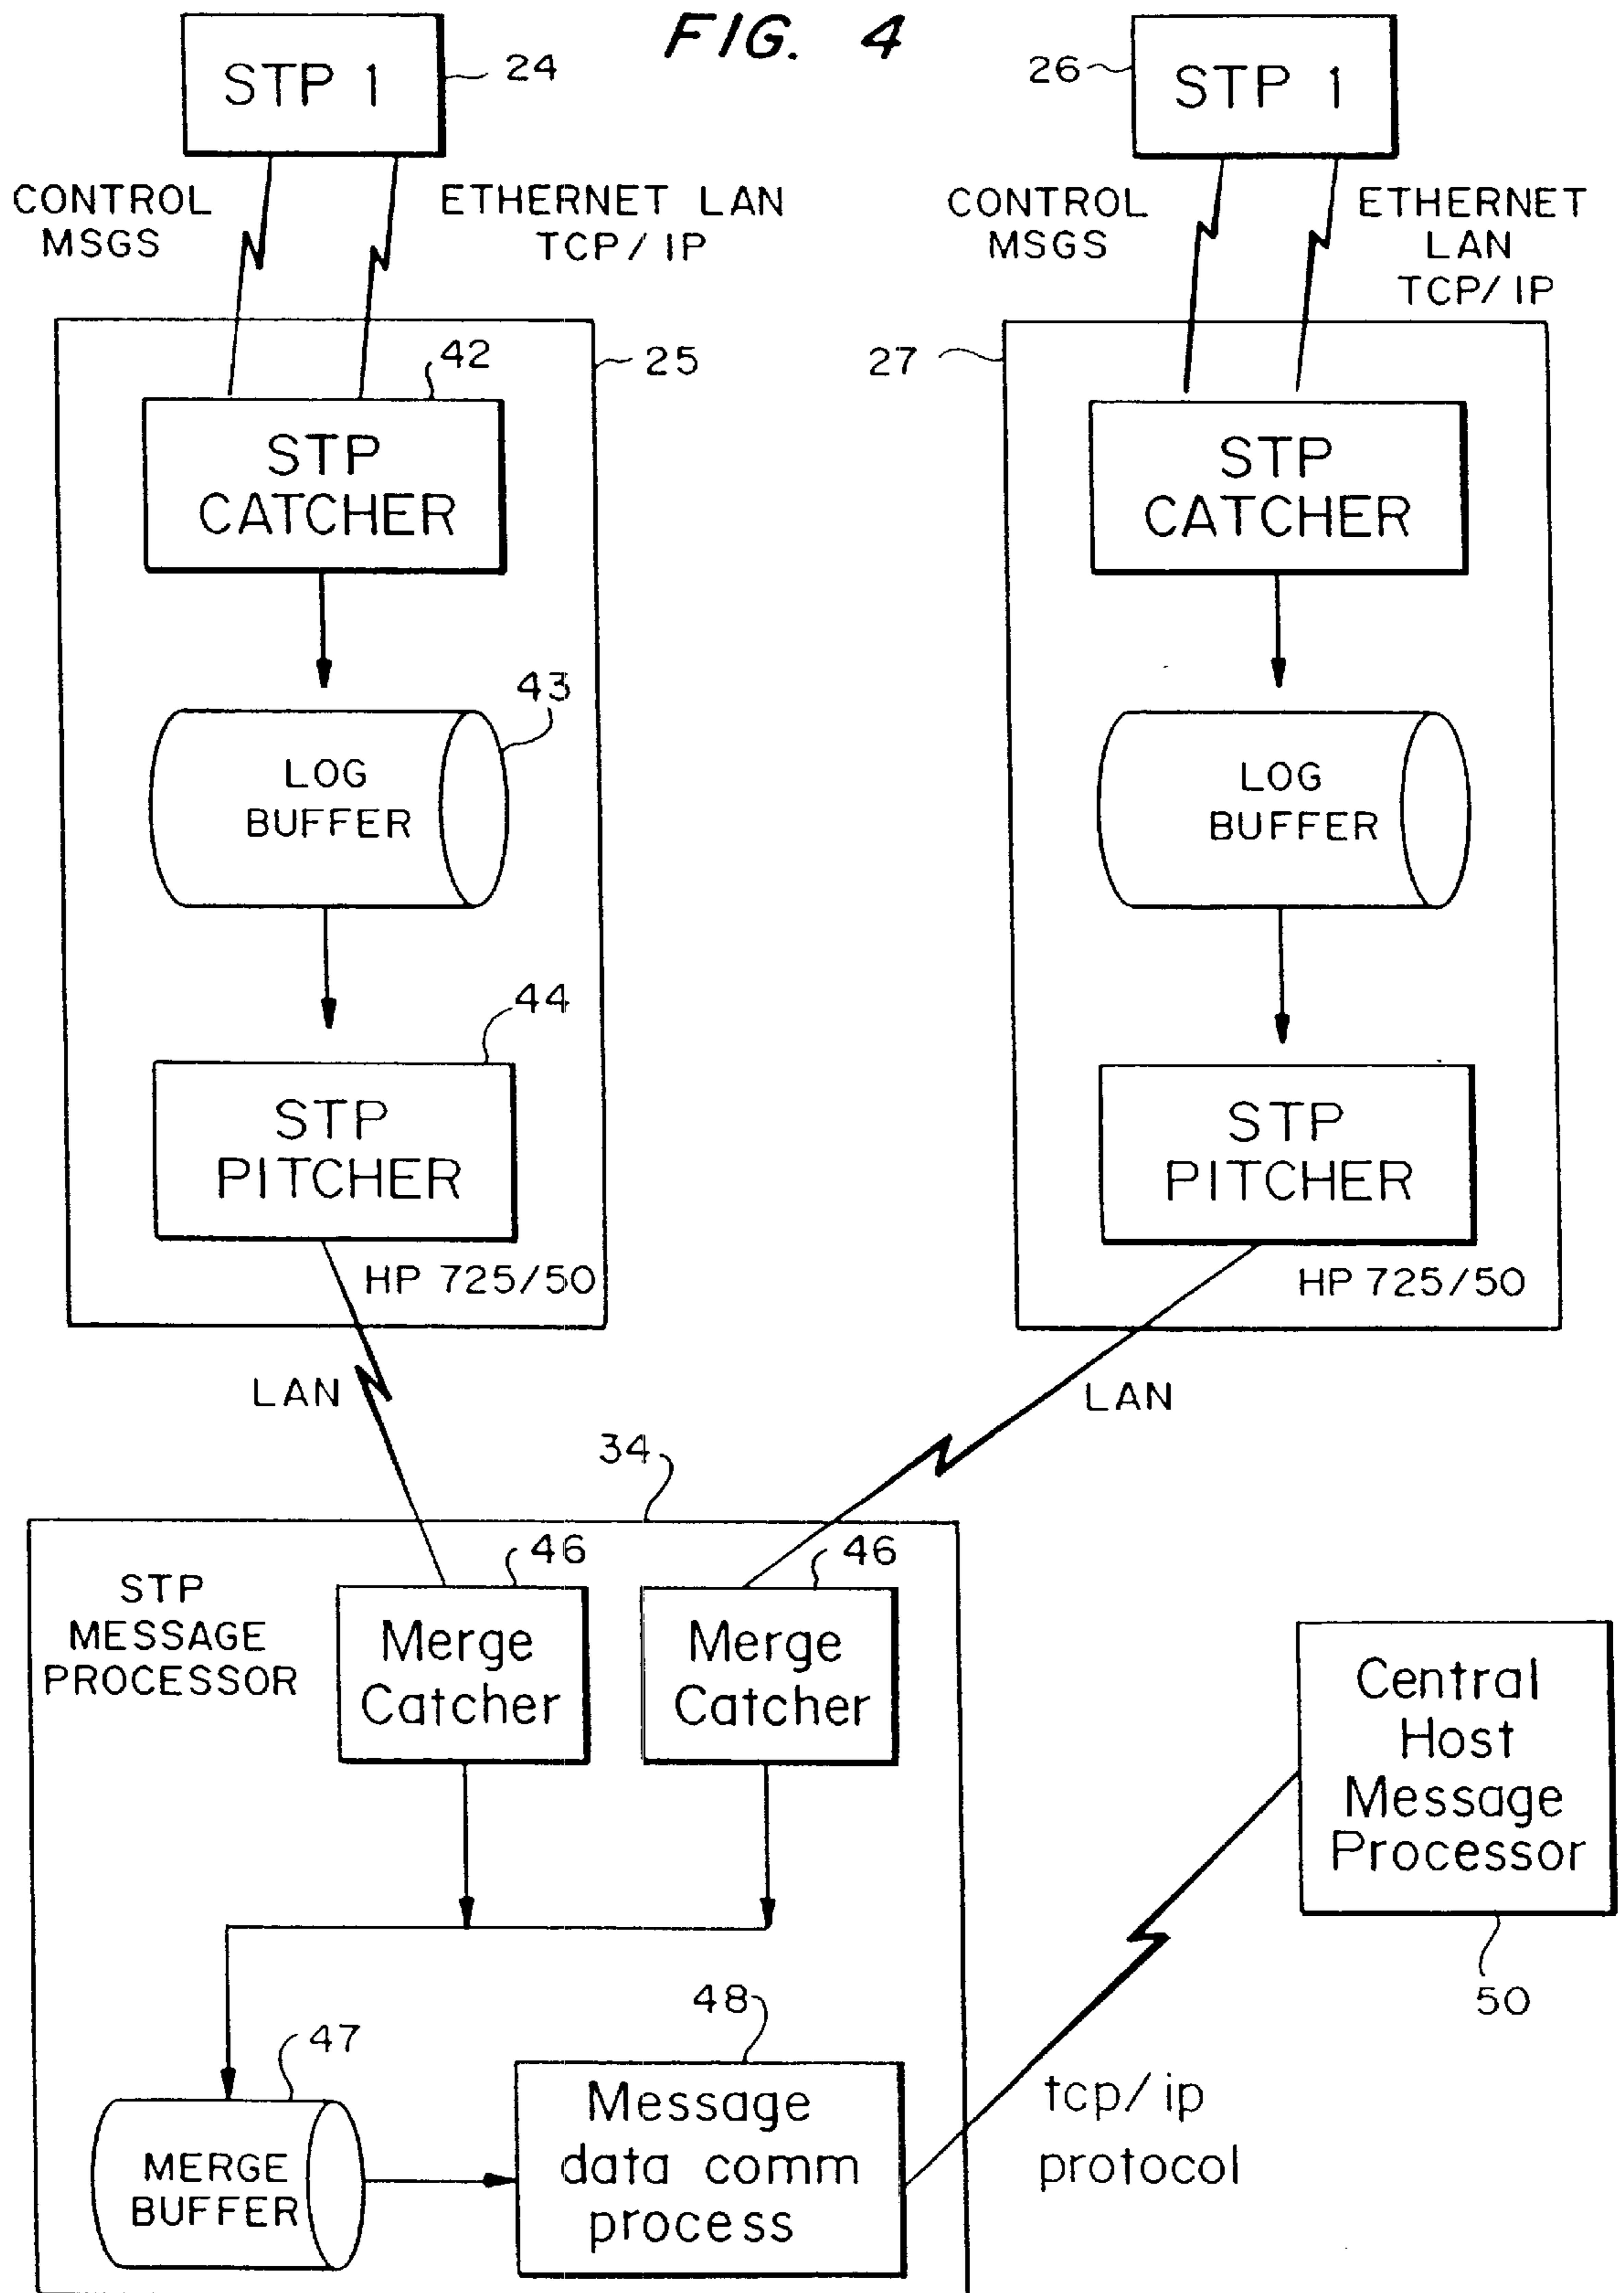 FIG. 4
STP 1
24
26
STP 1
CONTROL
MSGS
ETHERNET LAN
TCP/IP
CONTROL
MSGS
ETHERNET
LAN
TCP/IP
42
25
27
STP
CATCHER
STP
CATCHER
43
LOG
BUFFER
LOG
BUFFER
44
STP
PITCHER
STP
PITCHER
HP 725/50
HP 725/50
LAN
LAN
34
46
46
STP
MESSAGE
PROCESSOR
Merge
Catcher
Merge
Catcher
Central
Host
Message
Processor
50
47
48
MERGE
BUFFER
Message
data comm
process
tcp/ip
protocol